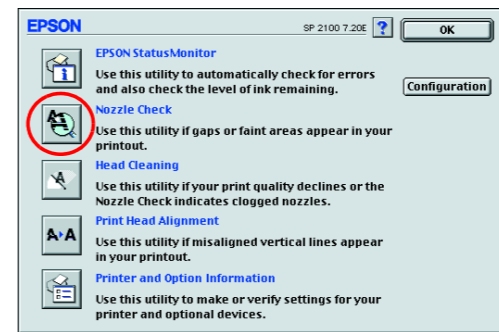 EPSON
SP 2100 7.20E ? OK
EPSON StatusMonitor
Use this utility to automatically check for errors
and also check the level of ink remaining.
Configuration
Nozzle Check
Use this utility if gaps or faint areas appear in your
printout.
Head Cleaning
Use this utility if your print quality declines or the
Nozzle Check indicates clogged nozzles.
Print Head Alignment
Use this utility if misaligned vertical lines appear
in your printout.
Printer and Option Information
Use this utility to make or verify settings for your
printer and optional devices.